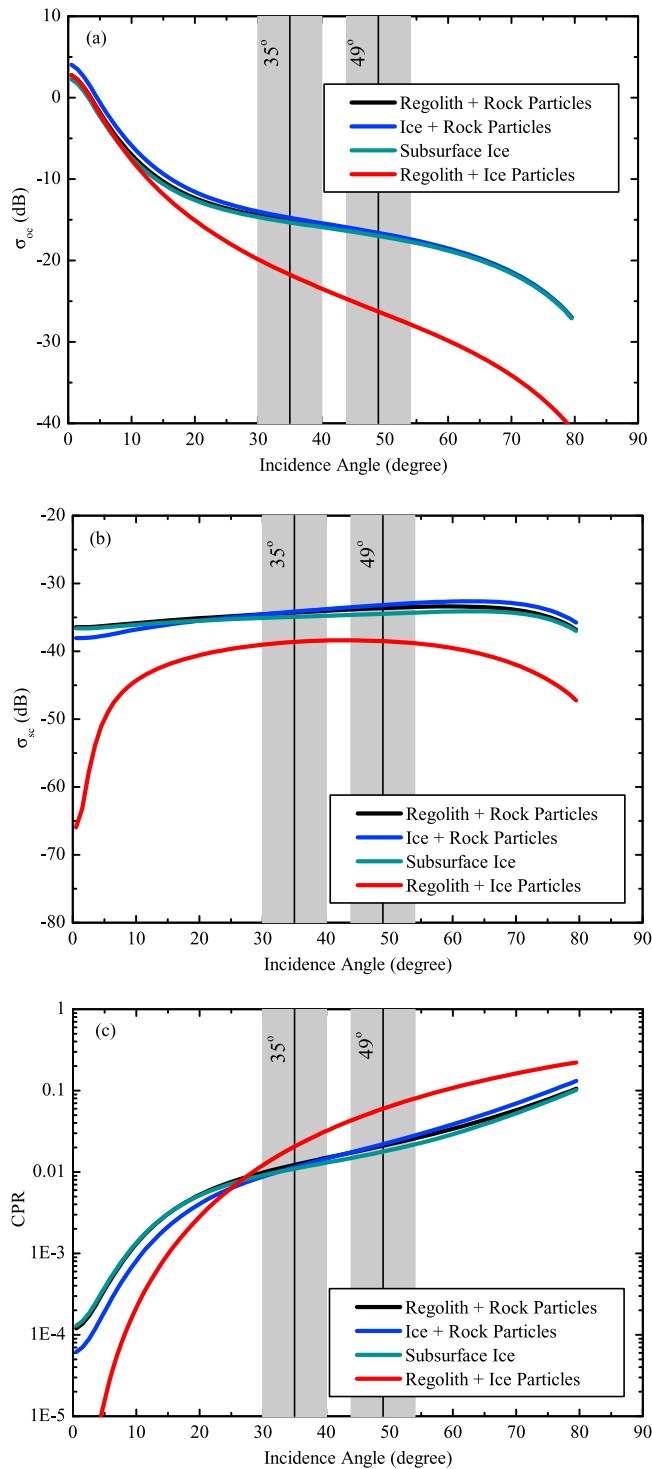 (a)
35°
49°
Regolith + Rock Particles
Ice + Rock Particles
Subsurface Ice
Regolith + Ice Particles
10
0
-10
-20
-30
-40
σoc (dB)
0 10 20 30 40 50 60 70 80 90
Incidence Angle (degree)
(b)
35°
49°
-20
-30
-40
-50
-60
-70
-80
σsc (dB)
Regolith + Rock Particles
Ice + Rock Particles
Subsurface Ice
Regolith + Ice Particles
0 10 20 30 40 50 60 70 80 90
Incidence Angle (degree)
(c)
35°
49°
1
0.1
0.01
1E-3
1E-4
1E-5
CPR
Regolith + Rock Particles
Ice + Rock Particles
Subsurface Ice
Regolith + Ice Particles
0 10 20 30 40 50 60 70 80 90
Incidence Angle (degree)